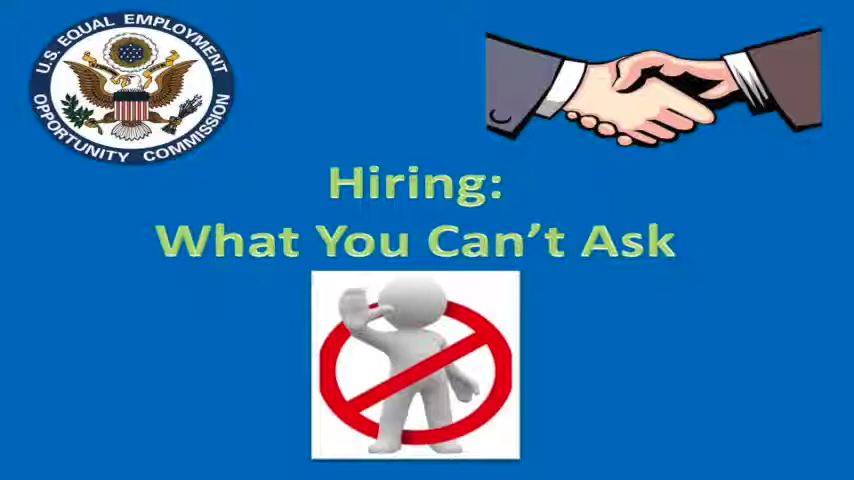 U.S. EQUAL EMPLOYMENT
OPPORTUNITY COMMISSION
Hiring:
What You Can't Ask